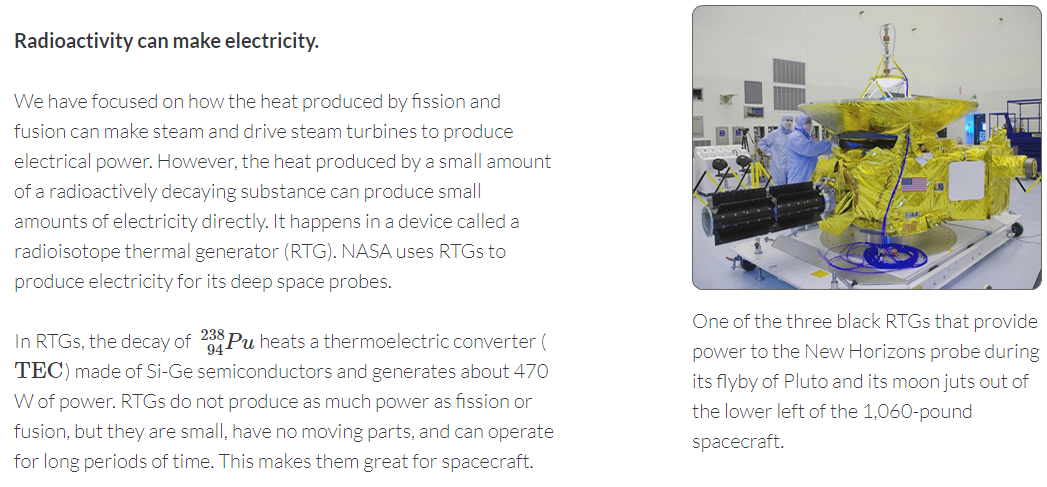 Radioactivity can make electricity.
We have focused on how the heat produced by fission and
fusion can make steam and drive steam turbines to produce
electrical power. However, the heat produced by a small amount
of a radioactively decaying substance can produce small
amounts of electricity directly. It happens in a device called a
radioisotope thermal generator (RTG). NASA uses RTGs to
produce electricity for its deep space probes.
In RTGs, the decay of ²³⁸₉₄Pu heats a thermoelectric converter (
TEC) made of Si-Ge semiconductors and generates about 470
W of power. RTGs do not produce as much power as fission or
fusion, but they are small, have no moving parts, and can operate
for long periods of time. This makes them great for spacecraft.
One of the three black RTGs that provide
power to the New Horizons probe during
its flyby of Pluto and its moon juts out of
the lower left of the 1,060-pound
spacecraft.